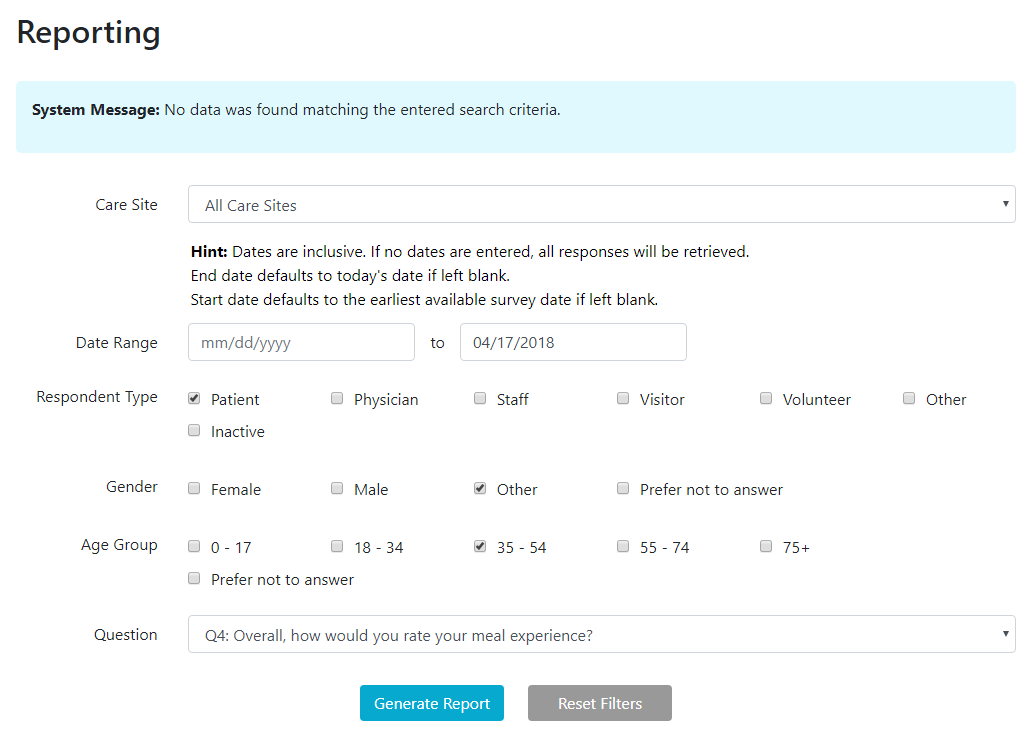 Reporting
System Message: No data was found matching the entered search criteria.
Care Site All Care Sites
Hint: Dates are inclusive. If no dates are entered, all responses will be retrieved.
End date defaults to today's date if left blank.
Start date defaults to the earliest available survey date if left blank.
Date Range mm/dd/yyyy to 04/17/2018
Respondent Type Patient Physician Staff Visitor Volunteer Other
Inactive
Gender Female Male Other Prefer not to answer
Age Group 0 - 17 18 - 34 35 - 54 55 - 74 75+
Prefer not to answer
Question Q4: Overall, how would you rate your meal experience?
Generate Report Reset Filters